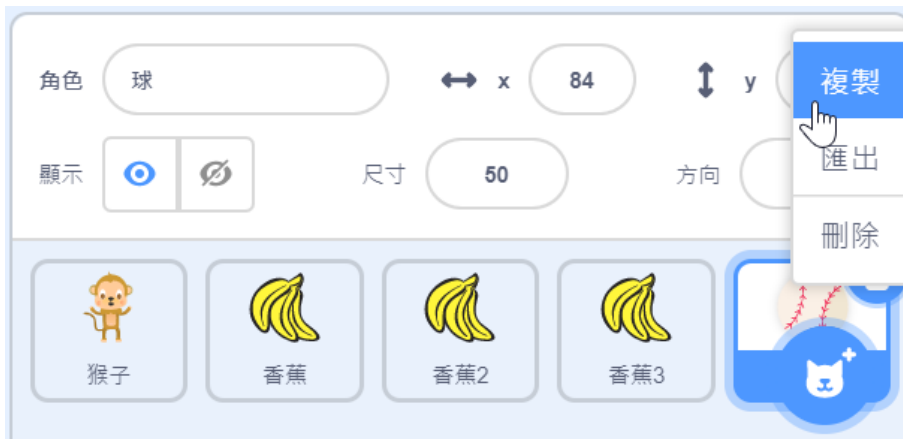 角色 球 x 84 y 複製
顯示 尺寸 50 方向 匯出
刪除
猴子 香蕉 香蕉2 香蕉3